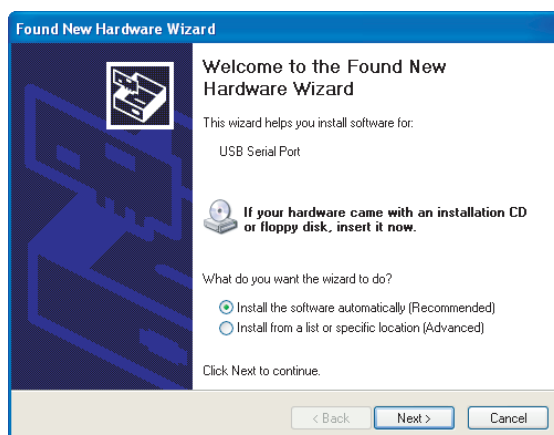 Found New Hardware Wizard
Welcome to the Found New
Hardware Wizard
This wizard helps you install software for:
USB Serial Port
If your hardware came with an installation CD
or floppy disk, insert it now.
What do you want the wizard to do?
Install the software automatically (Recommended)
Install from a list or specific location (Advanced)
Click Next to continue.
< Back Next > Cancel